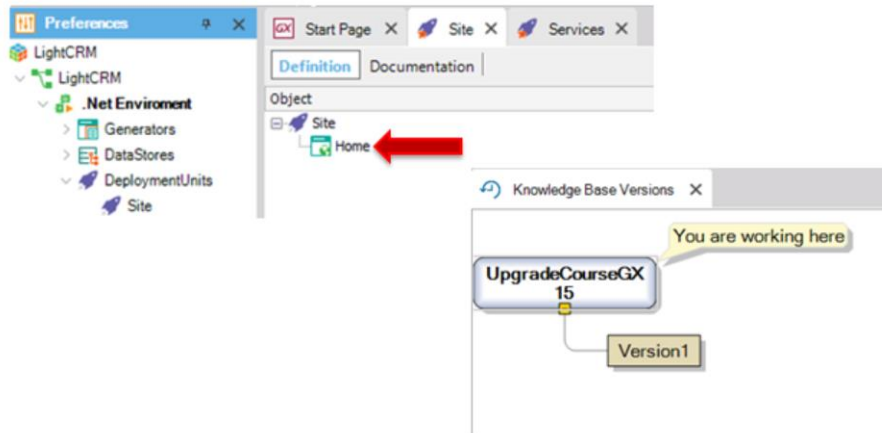 Preferences
LightCRM
LightCRM
.Net Enviroment
Generators
DataStores
DeploymentUnits
Site
Start Page
Site
Services
Definition
Documentation
Object
Site
Home
Knowledge Base Versions
You are working here
UpgradeCourseGX
15
Version1